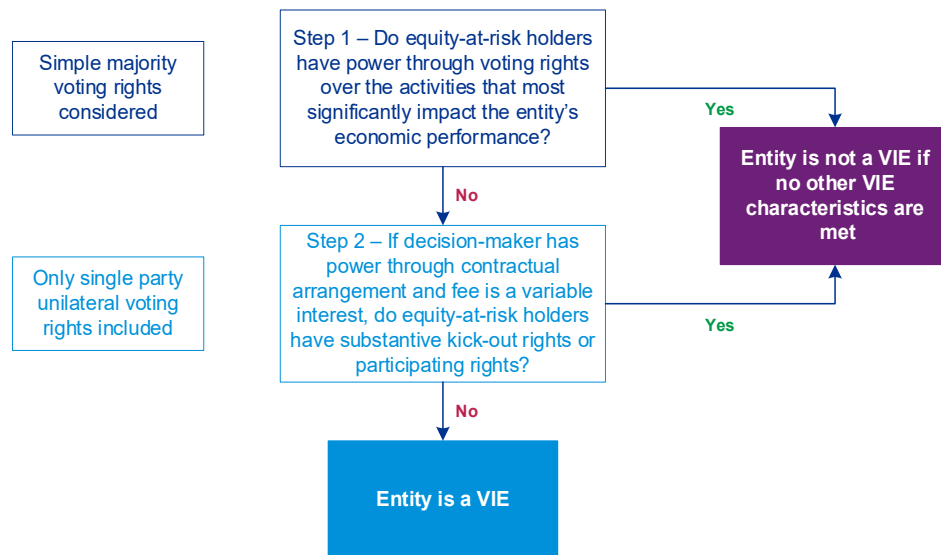 Simple majority
voting rights
considered
Step 1 – Do equity-at-risk holders
have power through voting rights
over the activities that most
significantly impact the entity’s
economic performance?
Yes
Entity is not a VIE if
no other VIE
characteristics are
met
No
Only single party
unilateral voting
rights included
Step 2 – If decision-maker has
power through contractual
arrangement and fee is a variable
interest, do equity-at-risk holders
have substantive kick-out rights or
participating rights?
Yes
No
Entity is a VIE